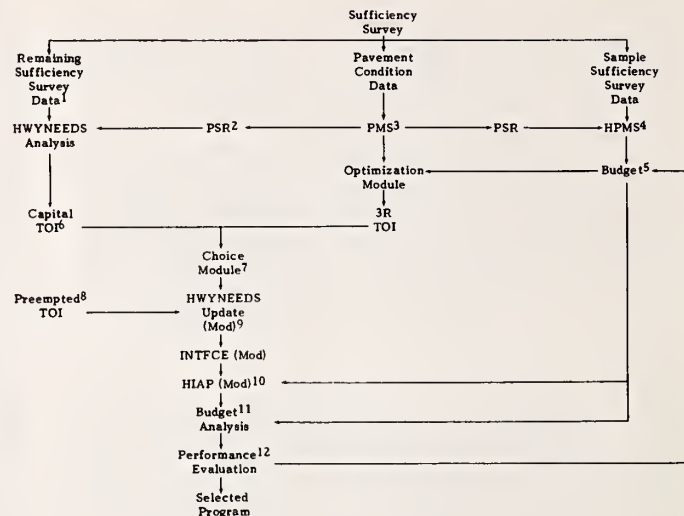 Sufficiency
Survey
Remaining
Sufficiency
Survey
Data1
Pavement
Condition
Data
Sample
Sufficiency
Survey
Data
HWYNEEDS
Analysis
PSR2
PMS3
PSR
HPMS4
Optimization
Module
Budget5
Capital
TOI6
3R
TOI
Choice
Module7
Preempted8
TOI
HWYNEEDS
Update
(Mod)9
INTFCE (Mod)
HIAP (Mod)10
Budget11
Analysis
Performance12
Evaluation
Selected
Program